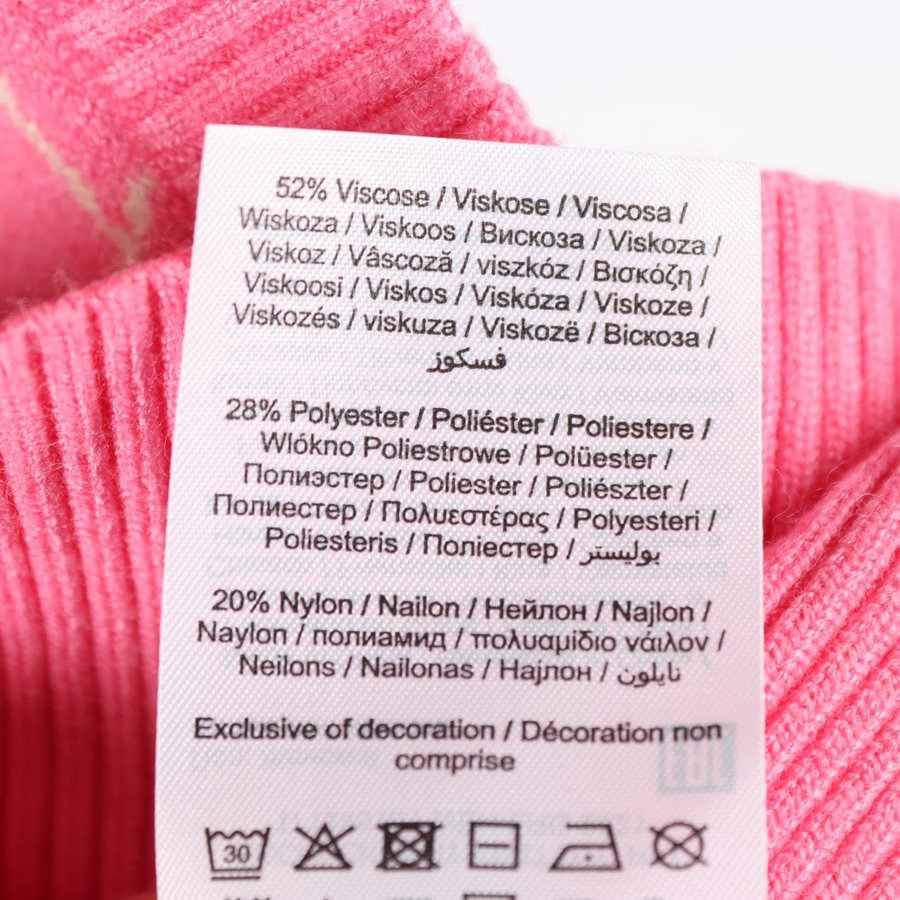 52% Viscose / Viskose / Viscosa /
Wiskoza / Viskoos / Вискоза / Viskoza /
Viskoz / Vâscoză / viszkóz / Βισκόζη /
Viskoosi / Viskos / Viskóza / Viskoze /
Viskozés / viskuza / Viskozë / Віскоза /
فسكوز
28% Polyester / Poliéster / Poliestere /
Wlókno Poliestrowe / Polüester /
Полиэстер / Poliester / Poliészter /
Полиестер / Πολυεστέρας / Polyesteri /
Poliesteris / Поліестер / بوليستر
20% Nylon / Nailon / Нейлон / Najlon /
Naylon / полиамид / πολυαμίδιο νάιλον /
Neilons / Nailonas / Најлон / نايلون
Exclusive of decoration / Décoration non
comprise
30